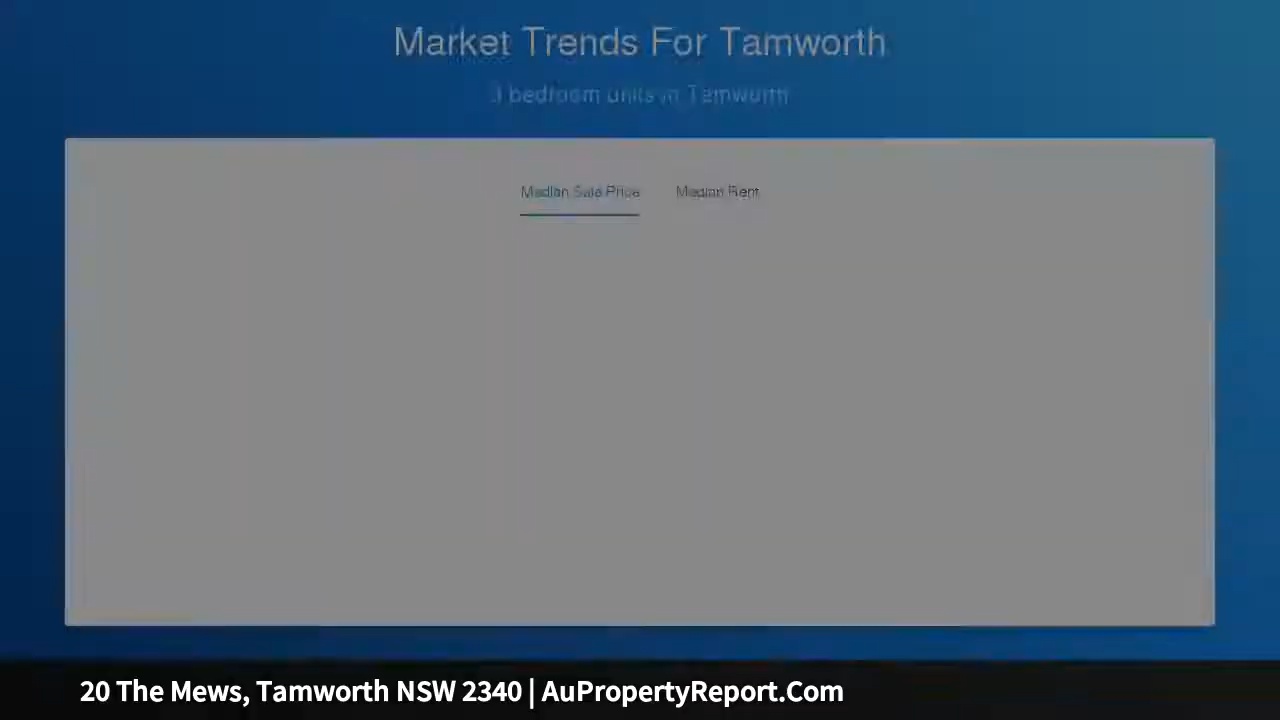 Market Trends For Tamworth
3 bedroom units in Tamworth
Median Sale Price
Median Rent
20 The Mews, Tamworth NSW 2340 | AuPropertyReport.Com